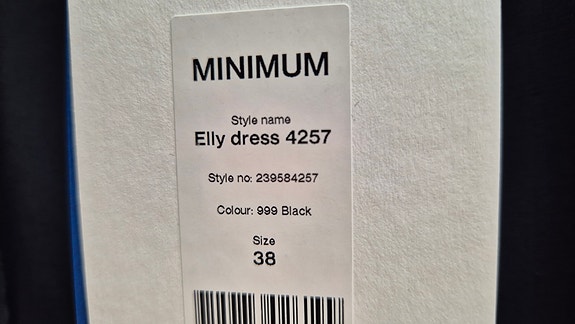 MINIMUM
Style name
Elly dress 4257
Style no: 239584257
Colour: 999 Black
Size
38